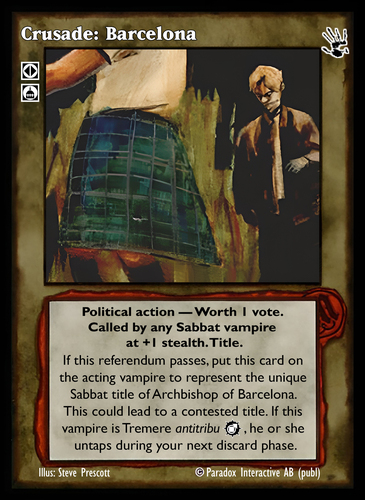 Crusade: Barcelona
Political action — Worth 1 vote.
Called by any Sabbat vampire
at +1 stealth. Title.
If this referendum passes, put this card
on the acting vampire to represent the unique
Sabbat title of Archbishop of Barcelona.
This could lead to a contested title. If this
vampire is Tremere antitribu , he or she
untaps during your next discard phase.
Illus: Steve Prescott © Paradox Interactive AB (publ)